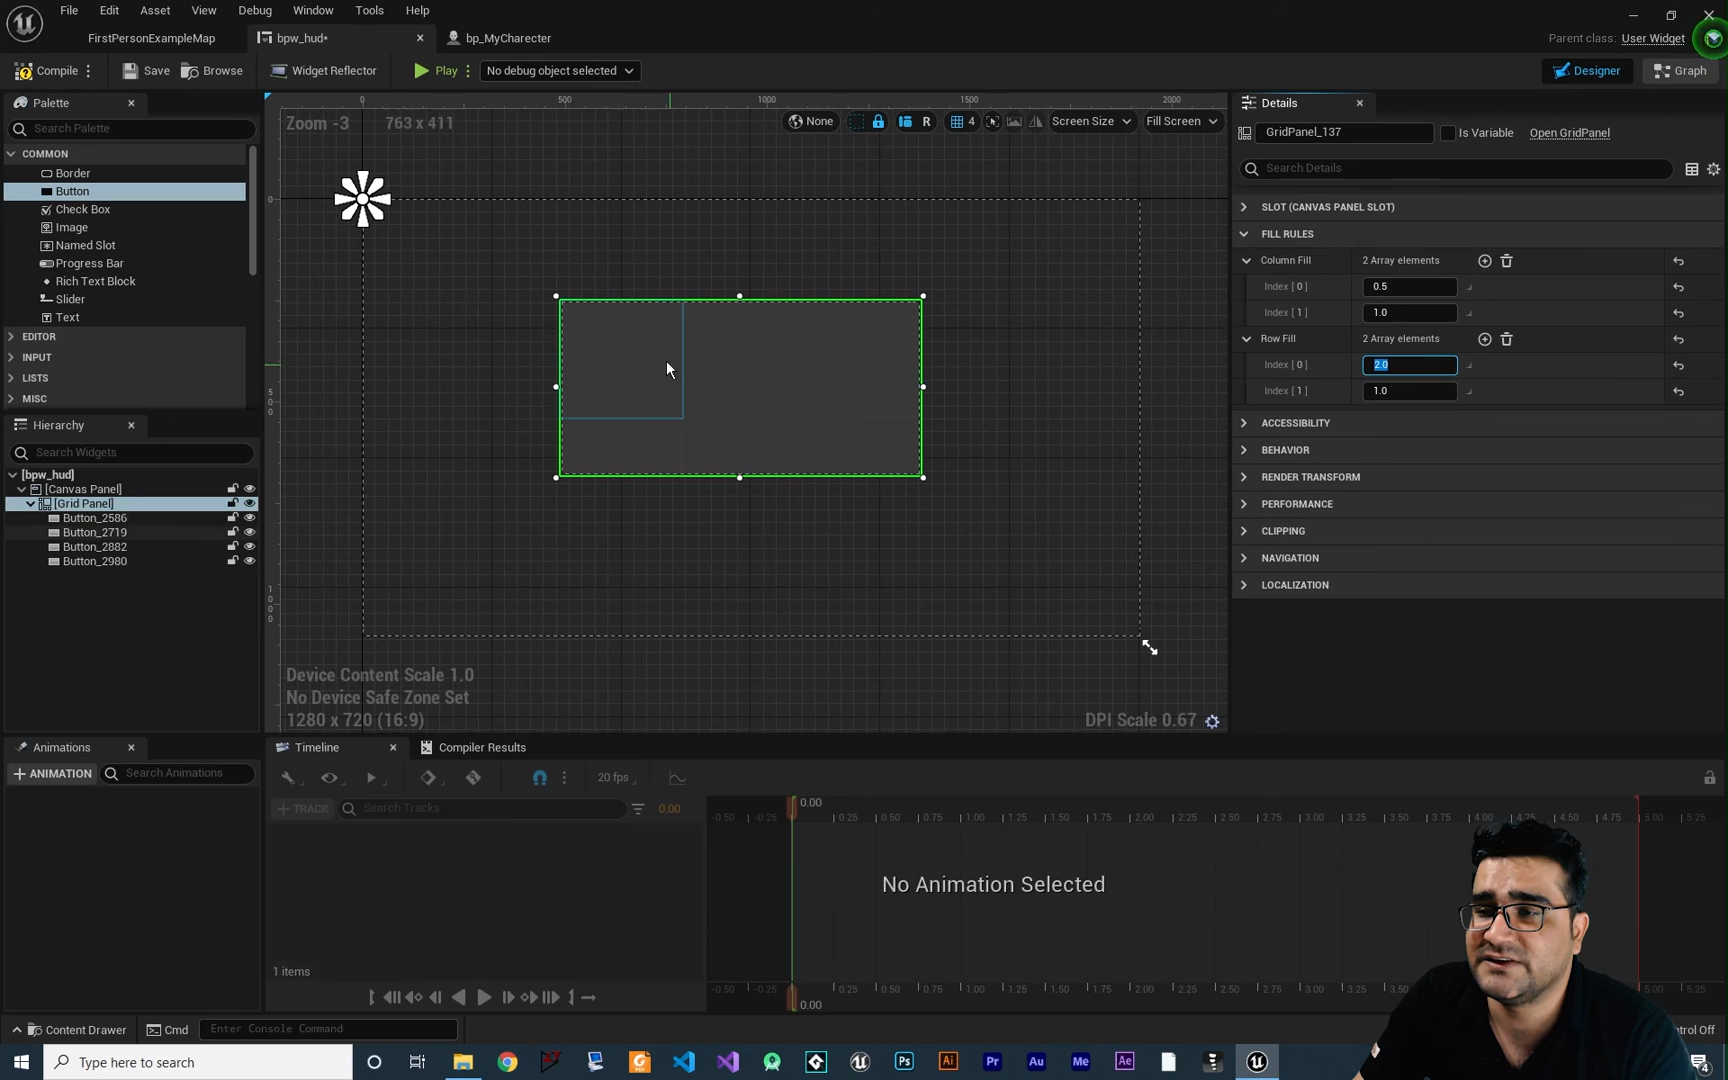 File Edit Asset View Debug Window Tools Help
FirstPersonExampleMap bpw_hud* bp_MyCharecter
Parent class: User Widget
Compile Save Browse Widget Reflector Play No debug object selected Designer Graph
Palette
Search Palette
COMMON
Border
Button
Check Box
Image
Named Slot
Progress Bar
Rich Text Block
Slider
Text
EDITOR
INPUT
LISTS
MISC
Hierarchy
Search Widgets
[bpw_hud]
[Canvas Panel]
[Grid Panel]
Button_2586
Button_2719
Button_2882
Button_2980
0 500 1000 1500 2000
Zoom -3 763 x 411 None R 4 Screen Size Fill Screen
0
500
1000
Device Content Scale 1.0
No Device Safe Zone Set
1280 x 720 (16:9) DPI Scale 0.67
Details
GridPanel_137 Is Variable Open GridPanel
Search Details
SLOT (CANVAS PANEL SLOT)
FILL RULES
Column Fill 2 Array elements
Index [ 0 ] 0.5
Index [ 1 ] 1.0
Row Fill 2 Array elements
Index [ 0 ] 2.0
Index [ 1 ] 1.0
ACCESSIBILITY
BEHAVIOR
RENDER TRANSFORM
PERFORMANCE
CLIPPING
NAVIGATION
LOCALIZATION
Animations
+ ANIMATION Search Animations
Timeline Compiler Results
20 fps
+ TRACK Search Tracks 0.00
0.00
-0.50 -0.25 0.25 0.50 0.75 1.00 1.25 1.50 1.75 2.00 2.25 2.50 2.75 3.00 3.25 3.50 3.75 4.00 4.25 4.50 4.75 5.00 5.25
No Animation Selected
1 items
-0.50 -0.25 0.25 0.50 0.75 1.00 1.25 1.50 1.75 2.00 2.25 2.50 2.75 3.00 3.25 3.50
0.00
Content Drawer Cmd Enter Console Command
ntrol Off
Type here to search
Ps Ai Pr Au Me Ae
4